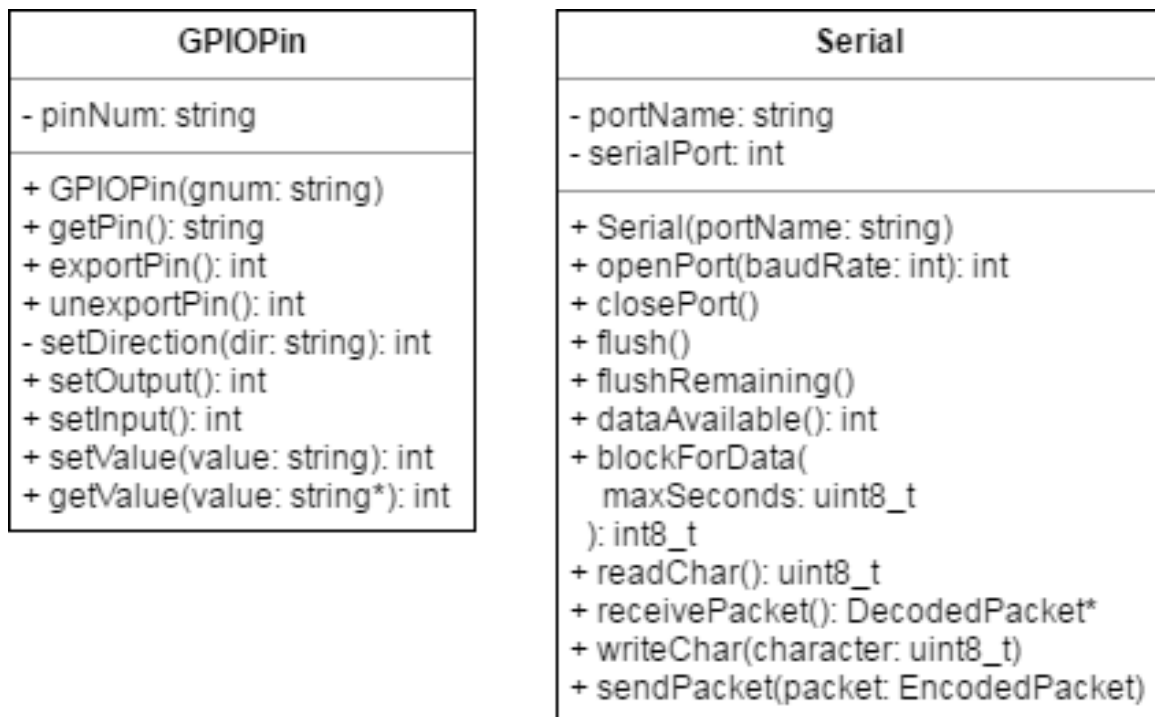 GPIOPin
- pinNum: string
+ GPIOPin(gnum: string)
+ getPin(): string
+ exportPin(): int
+ unexportPin(): int
- setDirection(dir: string): int
+ setOutput(): int
+ setInput(): int
+ setValue(value: string): int
+ getValue(value: string*): int
Serial
- portName: string
- serialPort: int
+ Serial(portName: string)
+ openPort(baudRate: int): int
+ closePort()
+ flush()
+ flushRemaining()
+ dataAvailable(): int
+ blockForData(
maxSeconds: uint8_t
): int8_t
+ readChar(): uint8_t
+ receivePacket(): DecodedPacket*
+ writeChar(character: uint8_t)
+ sendPacket(packet: EncodedPacket)